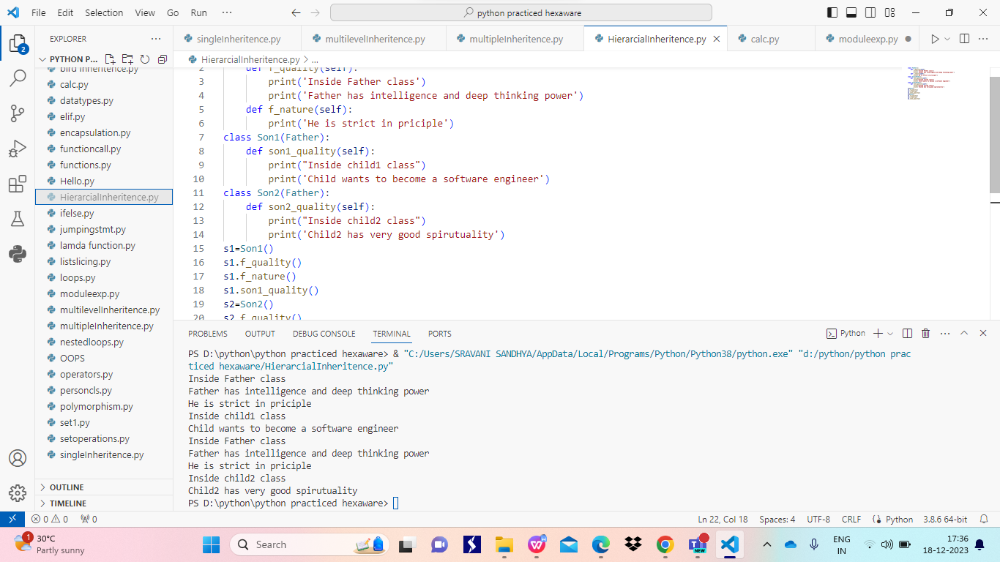 File Edit Selection View Go Run ···
python practiced hexaware
EXPLORER ···
PYTHON P...
bird inheritence.py
calc.py
datatypes.py
elif.py
encapsulation.py
functioncall.py
functions.py
Hello.py
HierarcialInheritence.py
ifelse.py
jumpingstmt.py
lamda function.py
listslicing.py
loops.py
moduleexp.py
multilevelInheritence.py
multipleInheritence.py
nestedloops.py
OOPS
operators.py
personcls.py
polymorphism.py
set1.py
setoperations.py
singleInheritence.py
OUTLINE
TIMELINE
2
singleInheritence.py multilevelInheritence.py multipleInheritence.py HierarcialInheritence.py calc.py moduleexp.py
HierarcialInheritence.py > ...
2 def f_quality(self):
3 print('Inside Father class')
4 print('Father has intelligence and deep thinking power')
5 def f_nature(self):
6 print('He is strict in priciple')
7 class Son1(Father):
8 def son1_quality(self):
9 print("Inside child1 class")
10 print('Child wants to become a software engineer')
11 class Son2(Father):
12 def son2_quality(self):
13 print("Inside child2 class")
14 print('Child2 has very good spirutuality')
15 s1=Son1()
16 s1.f_quality()
17 s1.f_nature()
18 s1.son1_quality()
19 s2=Son2()
20 s2.f_quality()
PROBLEMS OUTPUT DEBUG CONSOLE TERMINAL PORTS
Python
PS D:\python\python practiced hexaware> & "C:/Users/SRAVANI SANDHYA/AppData/Local/Programs/Python/Python38/python.exe" "d:/python/python prac
ticed hexaware/HierarcialInheritence.py"
Inside Father class
Father has intelligence and deep thinking power
He is strict in priciple
Inside child1 class
Child wants to become a software engineer
Inside Father class
Father has intelligence and deep thinking power
He is strict in priciple
Inside child2 class
Child2 has very good spirutuality
PS D:\python\python practiced hexaware>
0 0 0
Ln 22, Col 18 Spaces: 4 UTF-8 CRLF Python 3.8.6 64-bit
1
30°C
Partly sunny
Search
NEW
ENG
IN
17:36
18-12-2023